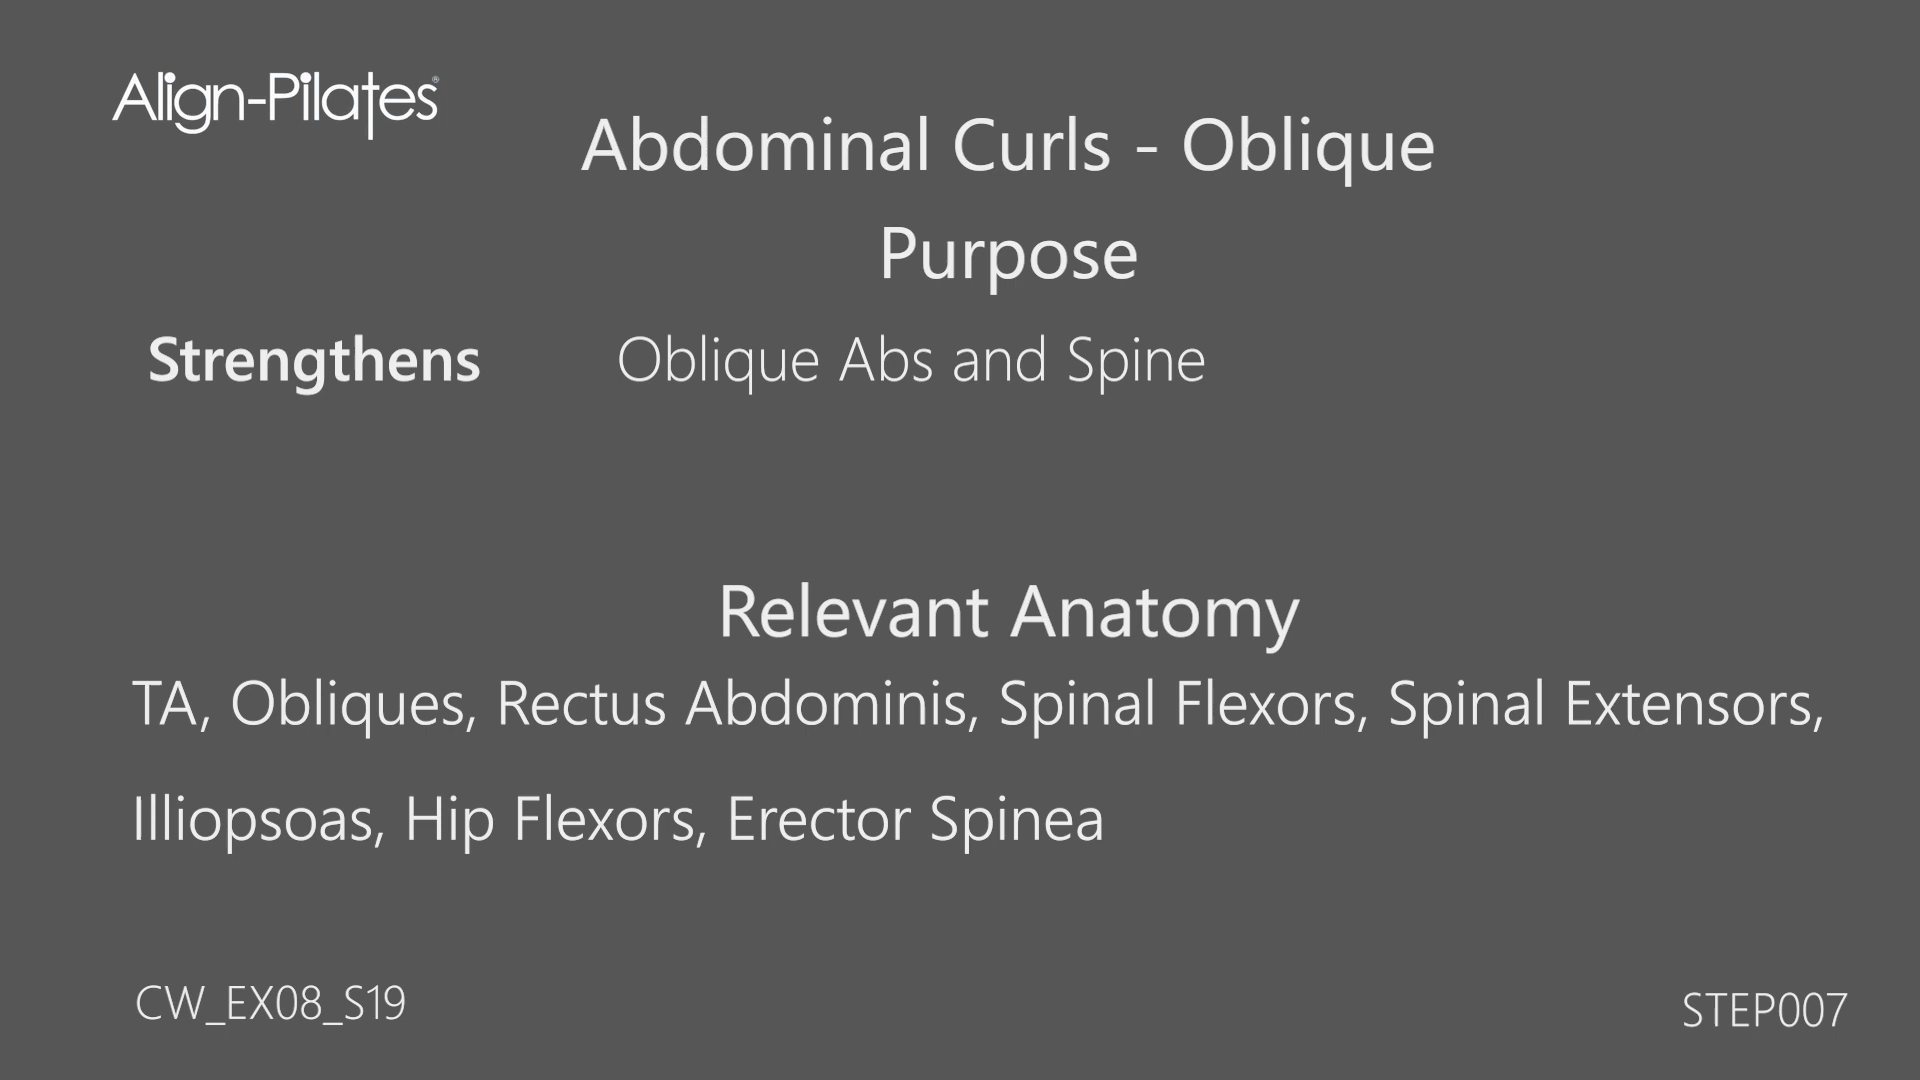 Align-Pilates®
Abdominal Curls - Oblique
Purpose
Strengthens Oblique Abs and Spine
Relevant Anatomy
TA, Obliques, Rectus Abdominis, Spinal Flexors, Spinal Extensors,
Illiopsoas, Hip Flexors, Erector Spinea
CW_EX08_S19
STEP007